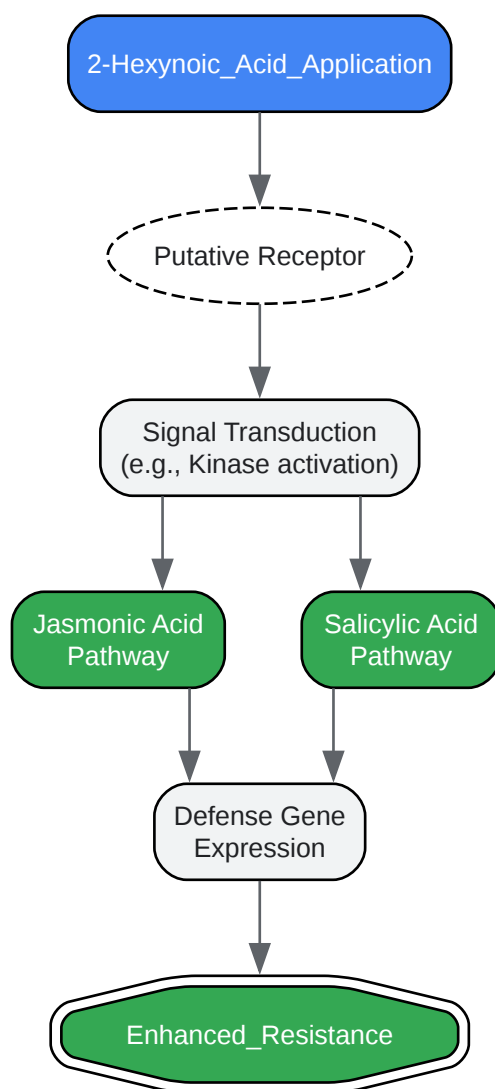 2-Hexynoic_Acid_Application
Putative Receptor
Signal Transduction
(e.g., Kinase activation)
Jasmonic Acid
Pathway
Salicylic Acid
Pathway
Defense Gene
Expression
Enhanced_Resistance